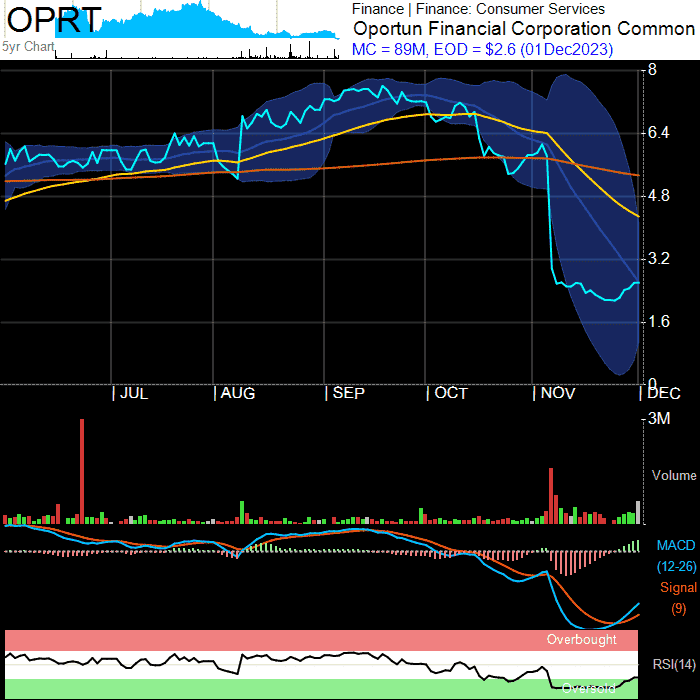 OPRT
5yr Chart
Finance | Finance: Consumer Services
Oportun Financial Corporation Common
MC = 89M, EOD = $2.6 (01Dec2023)
8
6.4
4.8
3.2
1.6
0
| JUL | AUG | SEP | OCT | NOV | DEC
3M
Volume
MACD
(12-26)
Signal
(9)
Overbought
RSI(14)
Oversold